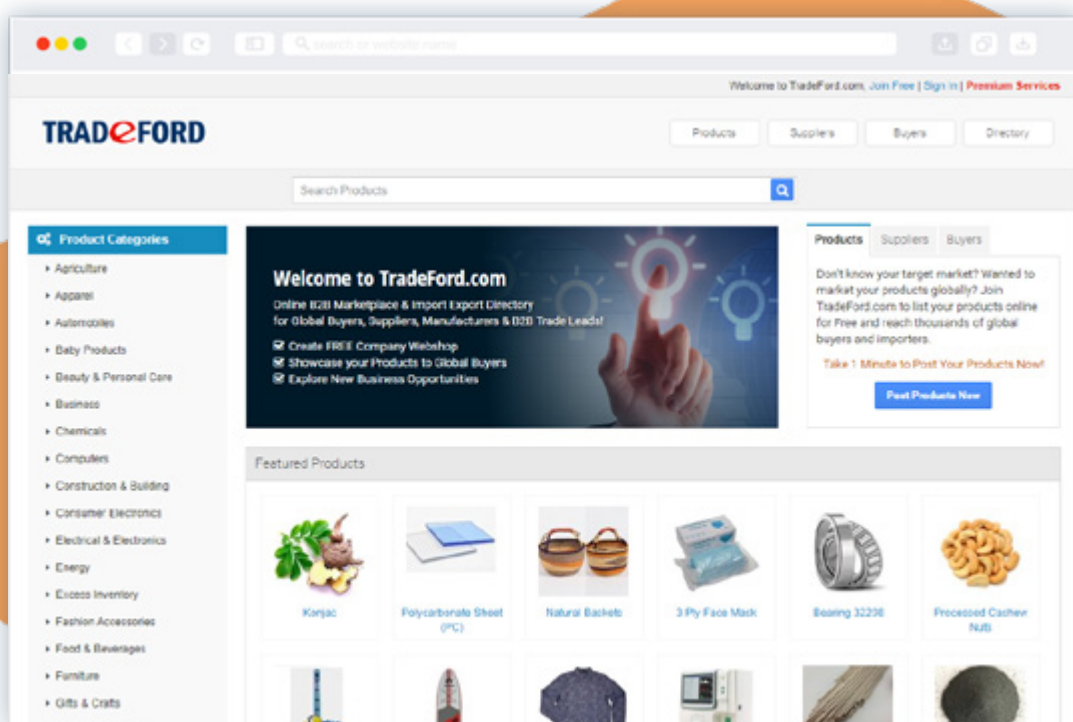 search or website name
Welcome to TradeFord.com, Join Free | Sign In | Premium Services
TRADeFORD
Products
Suppliers
Buyers
Directory
Search Products
Product Categories
Agriculture
Apparel
Automobiles
Baby Products
Beauty & Personal Care
Business
Chemicals
Computers
Construction & Building
Consumer Electronics
Electrical & Electronics
Energy
Excess Inventory
Fashion Accessories
Food & Beverages
Furniture
Gifts & Crafts
Welcome to TradeFord.com
Online B2B Marketplace & Import Export Directory
for Global Buyers, Suppliers, Manufacturers & B2B Trade Leads!
Create FREE Company Webshop
Showcase your Products to Global Buyers
Explore New Business Opportunities
Products Suppliers Buyers
Don't know your target market? Wanted to
market your products globally? Join
TradeFord.com to list your products online
for Free and reach thousands of global
buyers and importers.
Take 1 Minute to Post Your Products Now!
Post Products Now
Featured Products
Konjac
Polycarbonate Sheet
(PC)
Natural Baskets
3 Ply Face Mask
Bearing 32208
Processed Cashew
Nuts